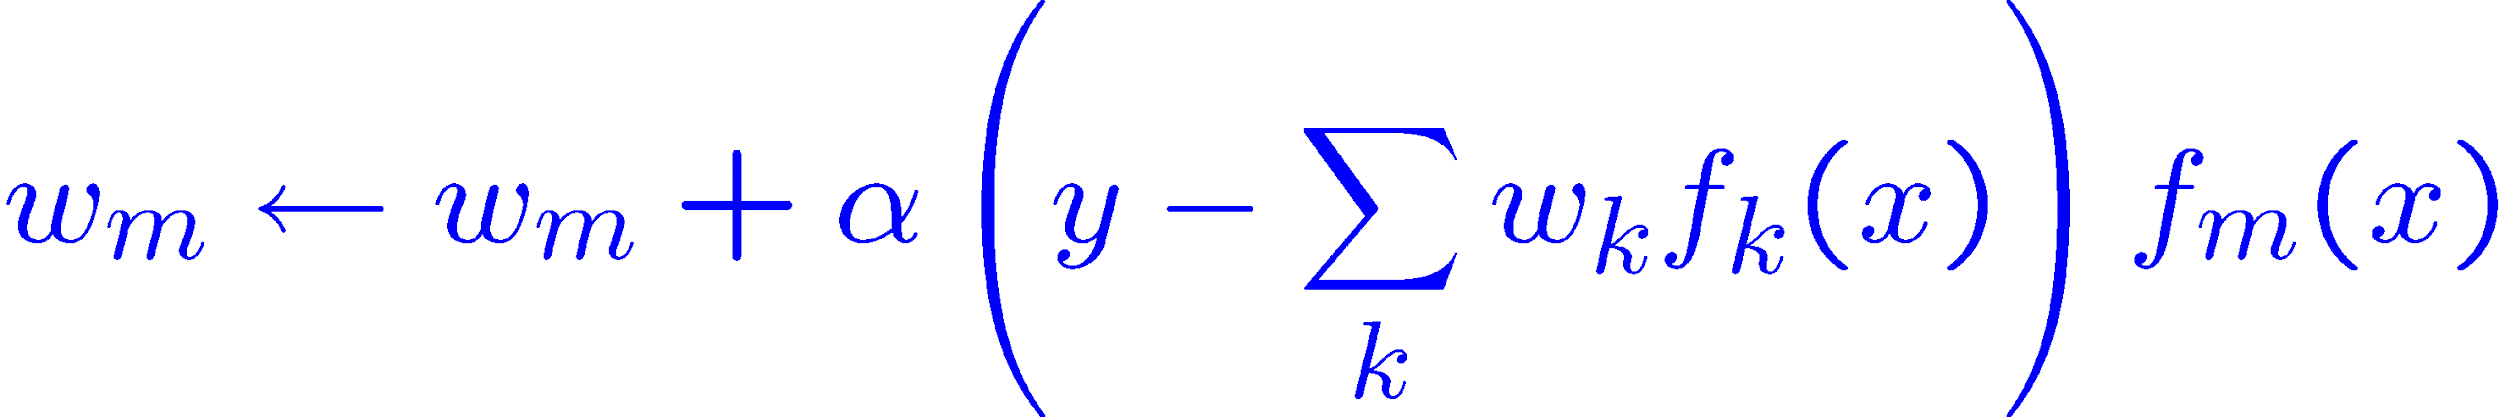 w_m ← w_m + α ( y − ∑_k w_k f_k(x) ) f_m(x)